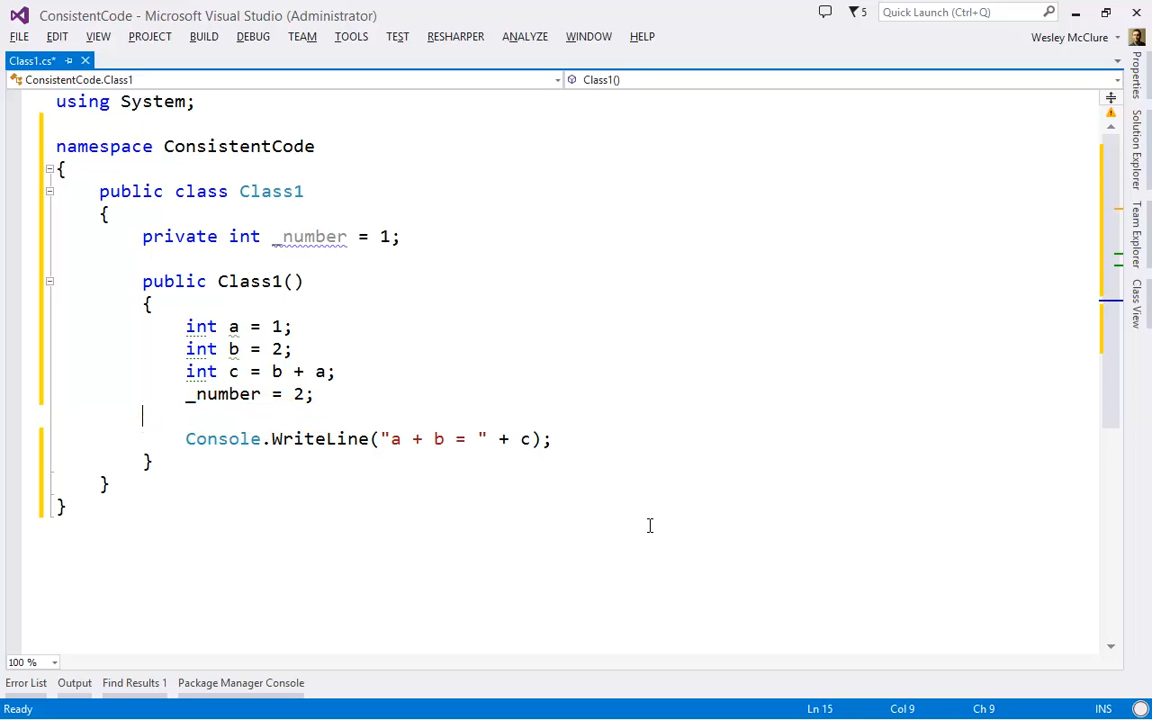 ConsistentCode - Microsoft Visual Studio (Administrator)
5
Quick Launch (Ctrl+Q)
FILE EDIT VIEW PROJECT BUILD DEBUG TEAM TOOLS TEST RESHARPER ANALYZE WINDOW HELP
Wesley McClure
Class1.cs*
ConsistentCode.Class1
Class1()
using System;
namespace ConsistentCode
{
public class Class1
{
private int _number = 1;
public Class1()
{
int a = 1;
int b = 2;
int c = b + a;
_number = 2;
Console.WriteLine("a + b = " + c);
}
}
}
Properties
Solution Explorer
Team Explorer
Class View
100 %
Error List Output Find Results 1 Package Manager Console
Ready
Ln 15 Col 9 Ch 9 INS